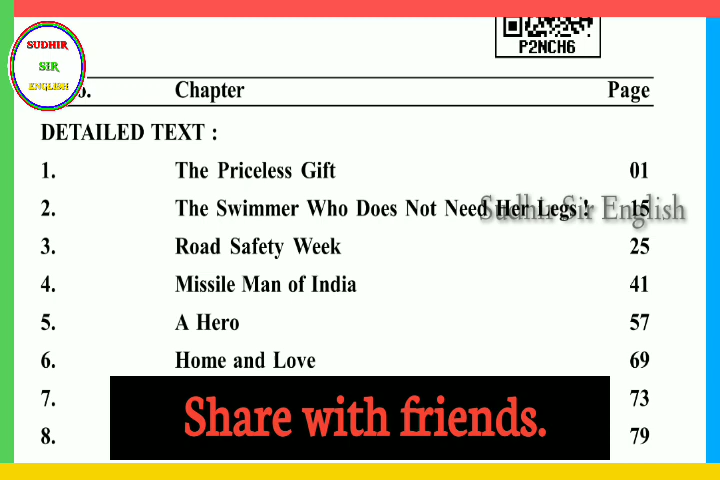 P2NCH6
SUDHIR
SIR
ENGLISH
o. Chapter Page
DETAILED TEXT :
1. The Priceless Gift 01
2. The Swimmer Who Does Not Need Her Legs ! 15
Sudhir Sir English
3. Road Safety Week 25
4. Missile Man of India 41
5. A Hero 57
6. Home and Love 69
7. 73
8. 79
Share with friends.